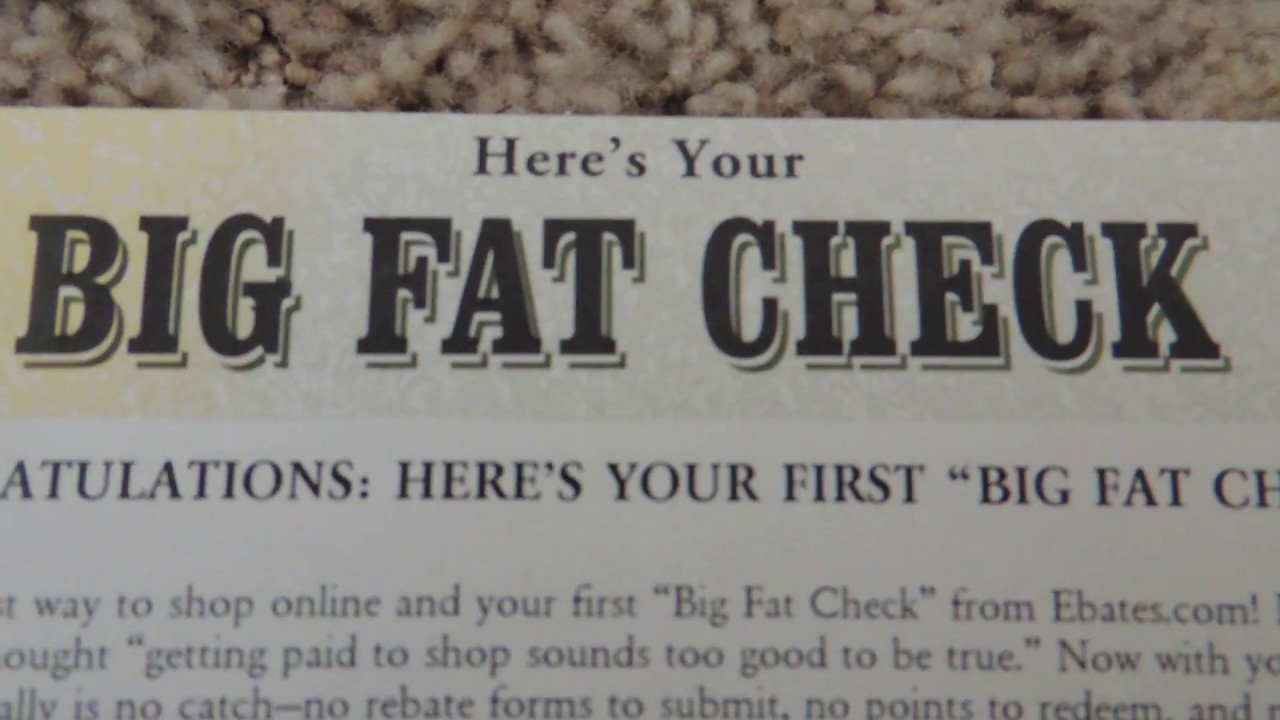 Here's Your
BIG FAT CHECK
ATULATIONS: HERE'S YOUR FIRST “BIG FAT CH
st way to shop online and your first “Big Fat Check” from Ebates.com!
ought “getting paid to shop sounds too good to be true.” Now with yo
ally is no catch—no rebate forms to submit, no points to redeem, and